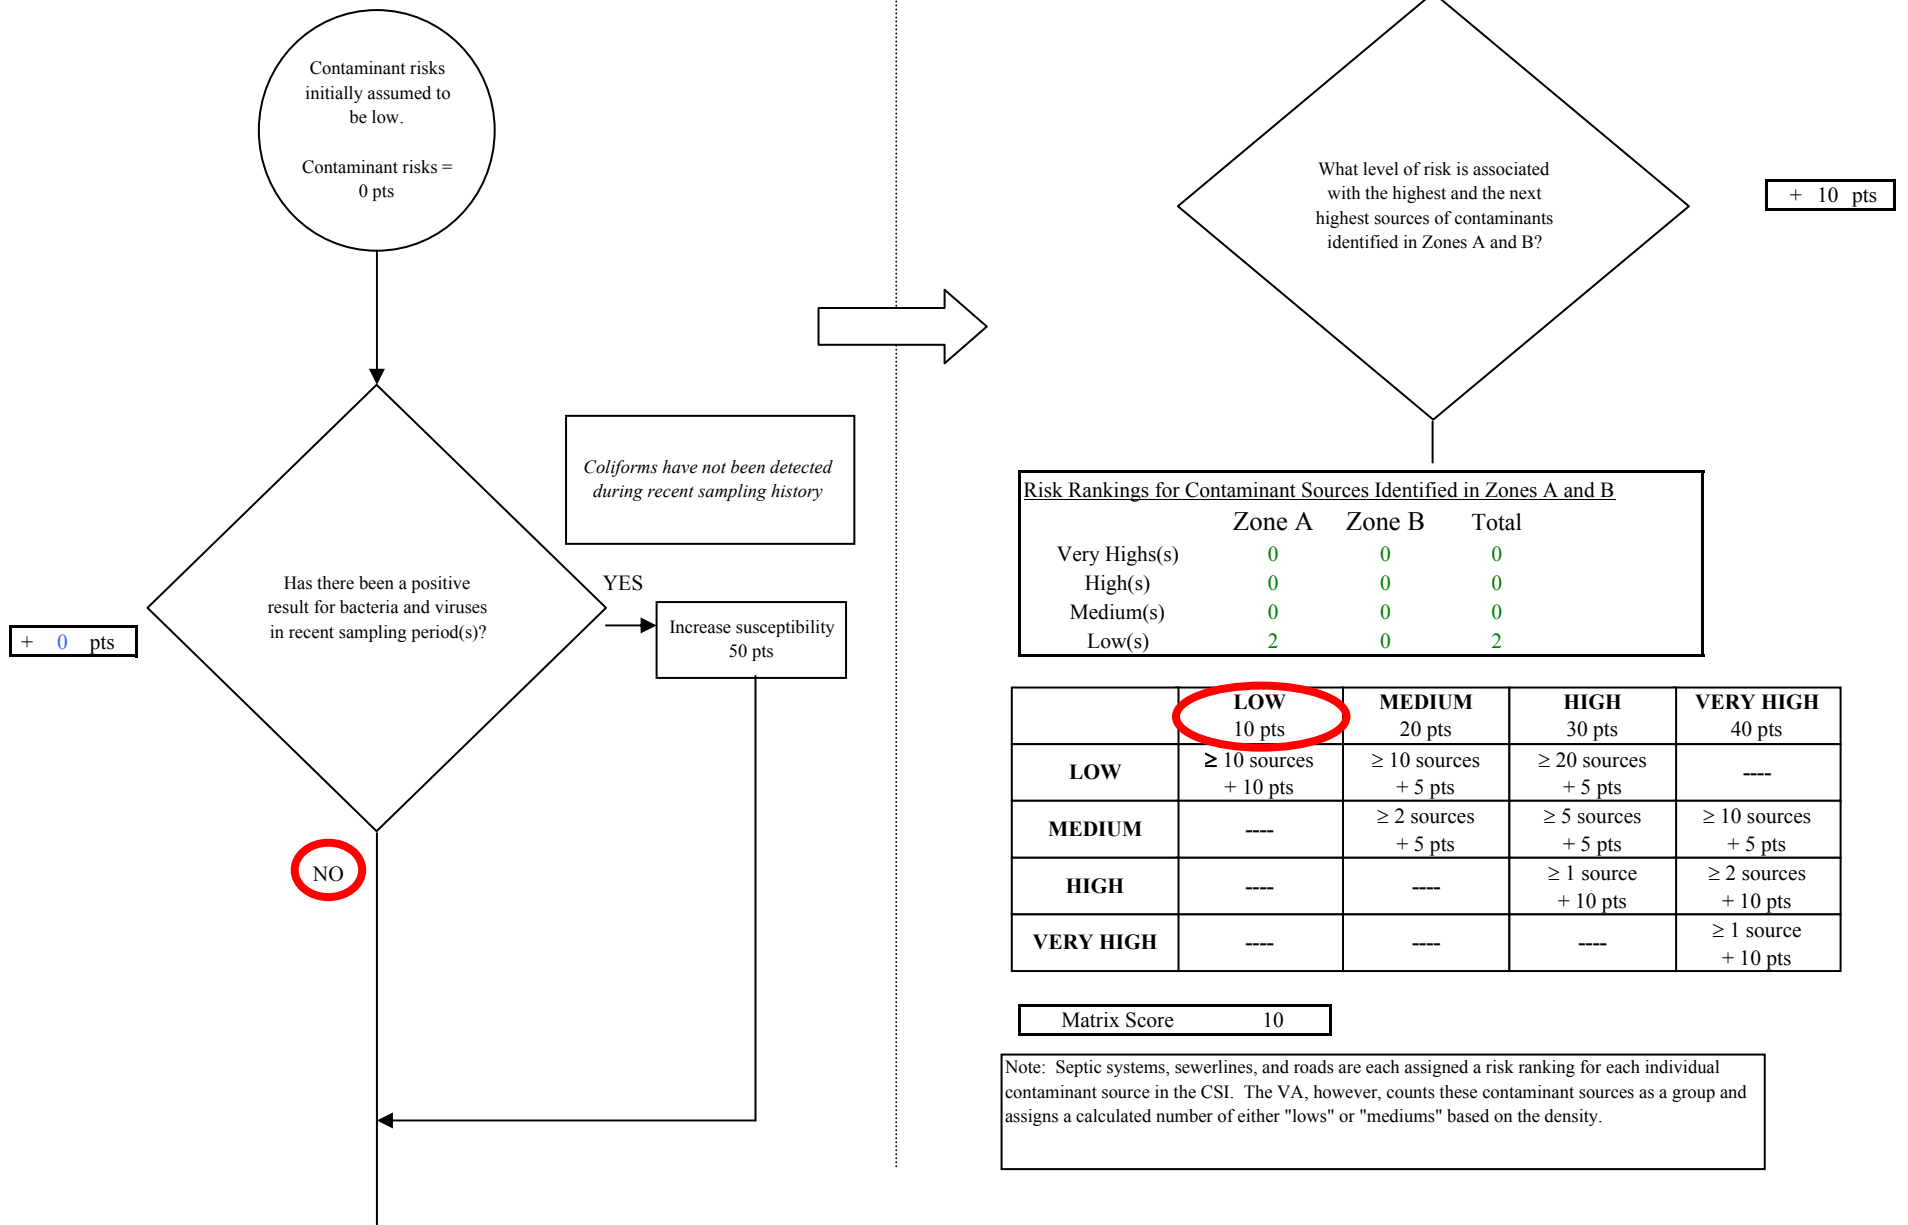 Contaminant risks
initially assumed to
be low.
Contaminant risks =
0 pts
Coliforms have not been detected
during recent sampling history
Has there been a positive
result for bacteria and viruses
in recent sampling period(s)?
YES
Increase susceptibility
50 pts
+ 0 pts
NO
What level of risk is associated
with the highest and the next
highest sources of contaminants
identified in Zones A and B?
+ 10 pts
Risk Rankings for Contaminant Sources Identified in Zones A and B
Zone A Zone B Total
Very Highs(s) 0 0 0
High(s) 0 0 0
Medium(s) 0 0 0
Low(s) 2 0 2
LOW MEDIUM HIGH VERY HIGH
10 pts 20 pts 30 pts 40 pts
LOW ≥ 10 sources ≥ 10 sources ≥ 20 sources ----
+ 10 pts + 5 pts + 5 pts
MEDIUM ---- ≥ 2 sources ≥ 5 sources ≥ 10 sources
+ 5 pts + 5 pts + 5 pts
HIGH ---- ---- ≥ 1 source ≥ 2 sources
+ 10 pts + 10 pts
VERY HIGH ---- ---- ---- ≥ 1 source
+ 10 pts
Matrix Score 10
Note: Septic systems, sewerlines, and roads are each assigned a risk ranking for each individual
contaminant source in the CSI. The VA, however, counts these contaminant sources as a group and
assigns a calculated number of either "lows" or "mediums" based on the density.